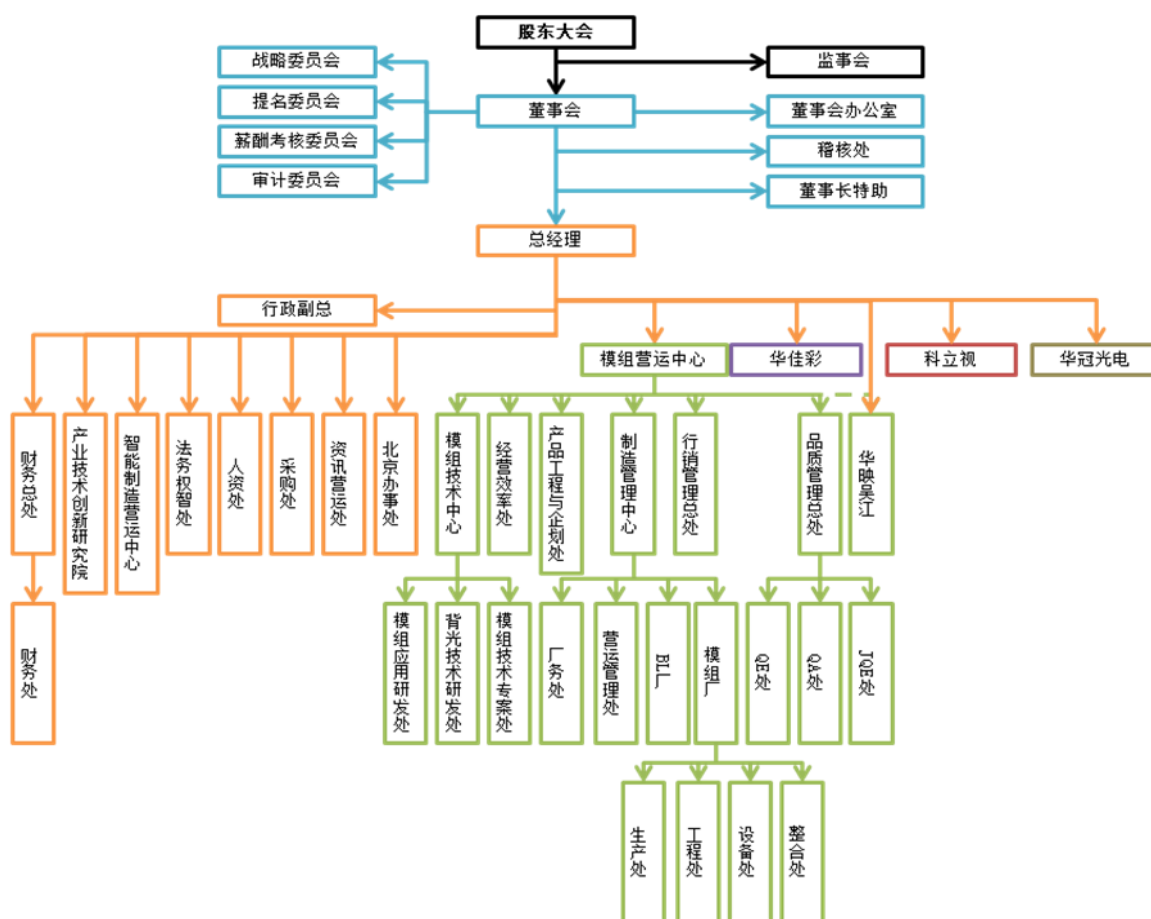 股东大会
战略委员会
监事会
提名委员会
董事会
董事会办公室
薪酬考核委员会
稽核处
审计委员会
董事长特助
总经理
行政副总
模组营运中心
华佳彩
科立视
华冠光电
财务总处
产业技术创新研究院
智能制造营运中心
法务权智处
人资处
采购处
资讯营运处
北京办事处
模组技术中心
经营效率处
产品工程与企划处
制造管理中心
行销管理总处
品质管理总处
华映吴江
财务处
模组应用研发处
背光技术研发处
模组技术专案处
厂务处
营运管理处
BL厂
模组厂
QE处
QA处
JQE处
生产处
工程处
设备处
整合处